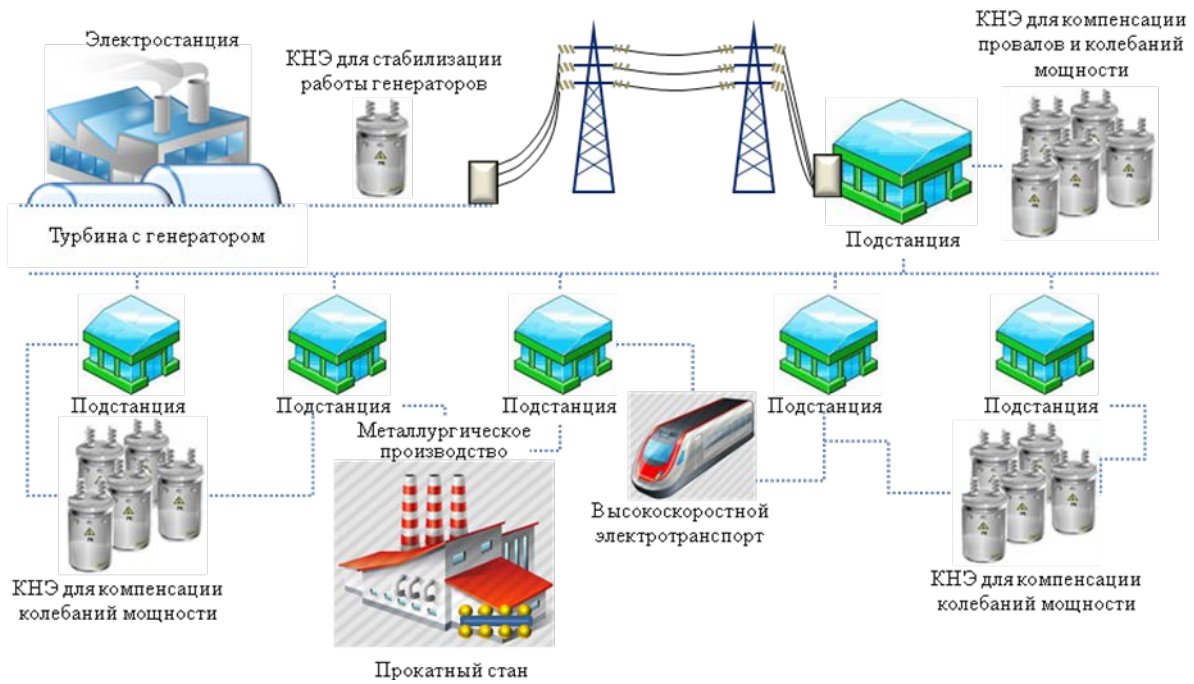 Электростанция
КНЭ для стабилизации
работы генераторов
КНЭ для компенсации
провалов и колебаний
мощности
Турбина с генератором
Подстанция
Подстанция
Подстанция
Подстанция
Подстанция
Подстанция
Металлургическое
производство
Высокоскоростной
электротранспорт
КНЭ для компенсации
колебаний мощности
КНЭ для компенсации
колебаний мощности
Прокатный стан